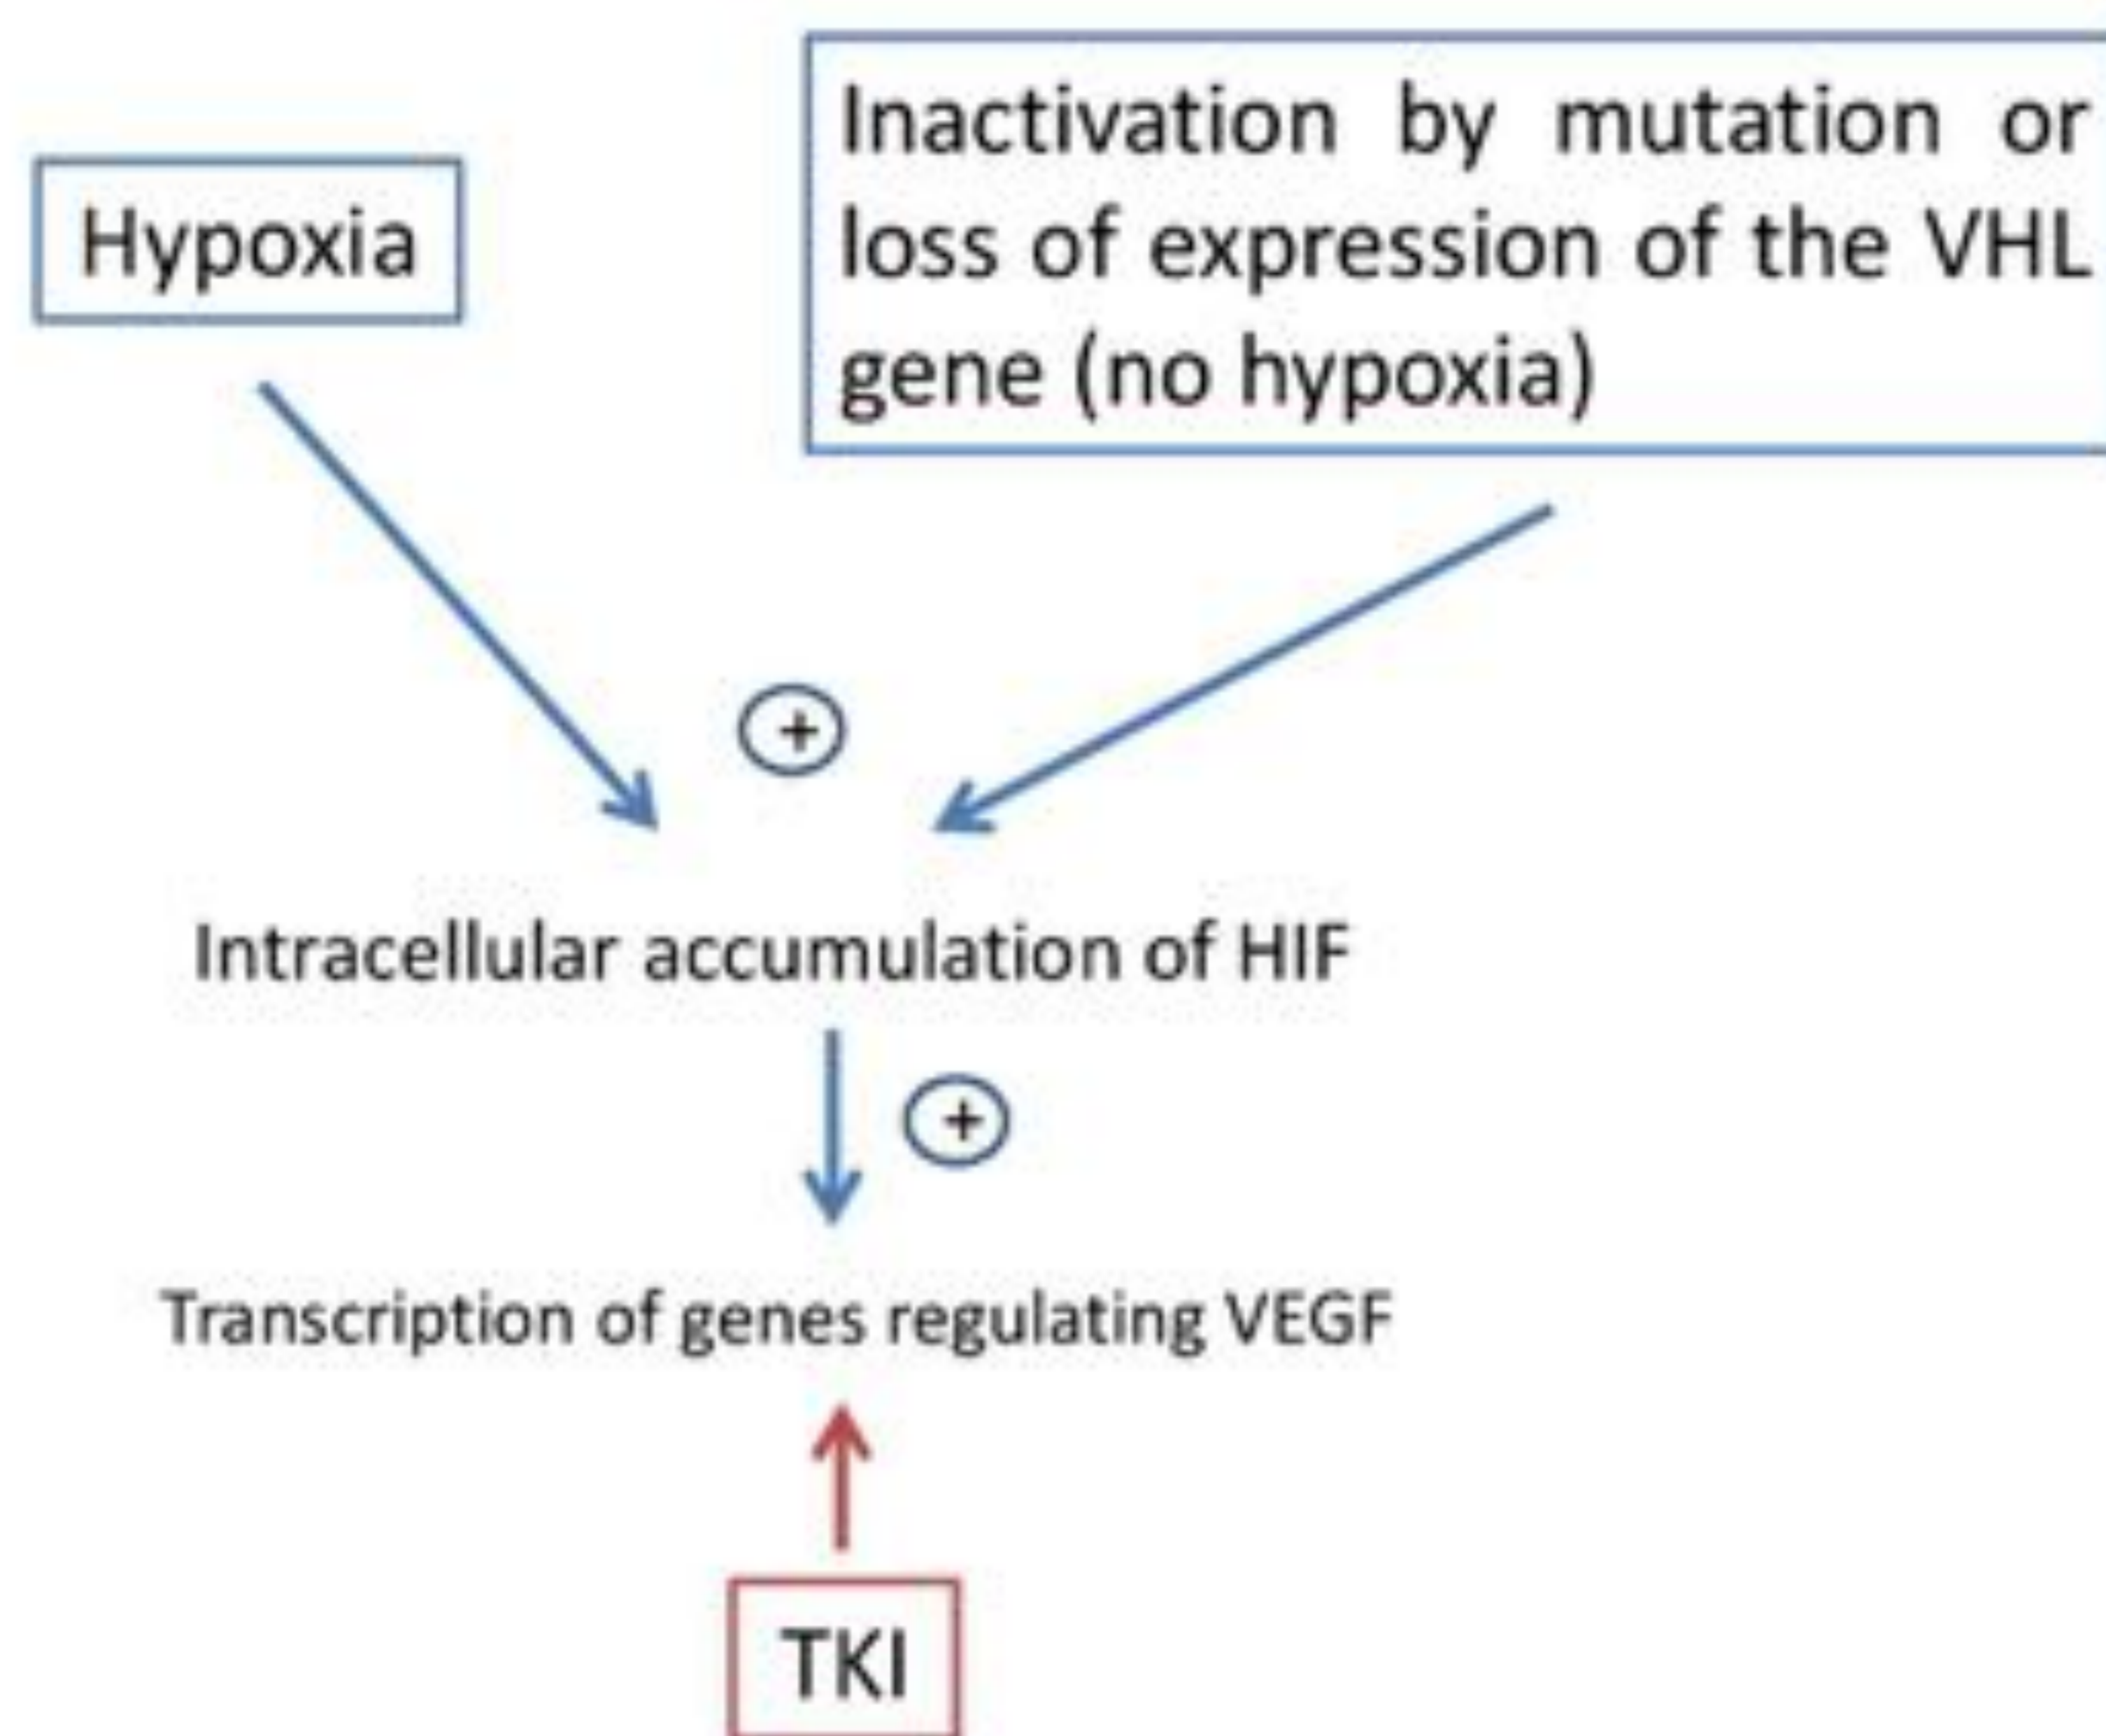 Hypoxia
Inactivation by mutation or
loss of expression of the VHL
gene (no hypoxia)
+
Intracellular accumulation of HIF
+
Transcription of genes regulating VEGF
TKI